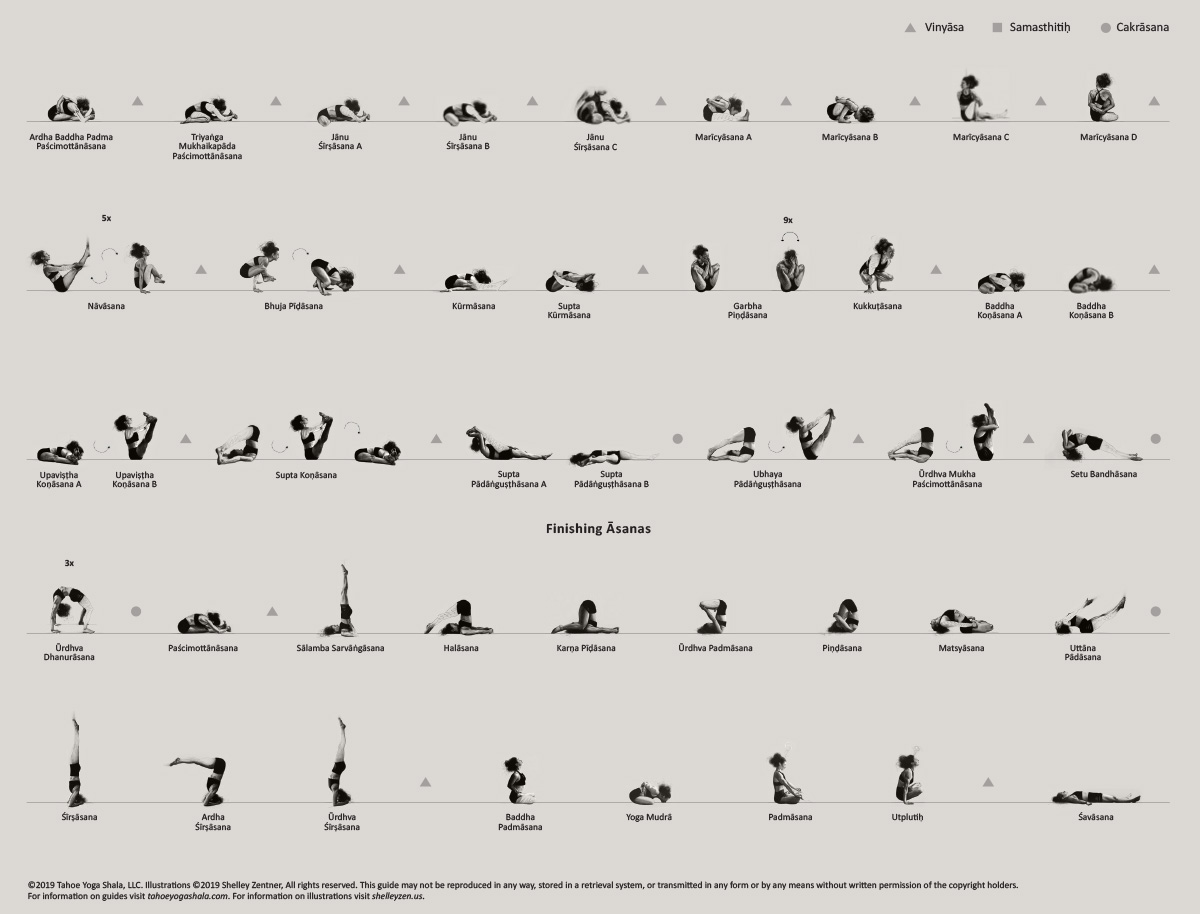 Vinyāsa Samasthitiḥ Cakrāsana
Ardha Baddha Padma
Paścimottānāsana
Triyaṅga
Mukhaikapāda
Paścimottānāsana
Jānu
Śīrṣāsana A
Jānu
Śīrṣāsana B
Jānu
Śīrṣāsana C
Marīcyāsana A
Marīcyāsana B
Marīcyāsana C
Marīcyāsana D
5x
9x
Nāvāsana
Bhuja Pīḍāsana
Kūrmāsana
Supta
Kūrmāsana
Garbha
Piṇḍāsana
Kukkuṭāsana
Baddha
Koṇāsana A
Baddha
Koṇāsana B
Upaviṣṭha
Koṇāsana A
Upaviṣṭha
Koṇāsana B
Supta Koṇāsana
Supta
Pādāṅguṣṭhāsana A
Supta
Pādāṅguṣṭhāsana B
Ubhaya
Pādāṅguṣṭhāsana
Ūrdhva Mukha
Paścimottānāsana
Setu Bandhāsana
Finishing Āsanas
3x
Ūrdhva
Dhanurāsana
Paścimottānāsana
Sālamba Sarvāṅgāsana
Halāsana
Karṇa Pīḍāsana
Ūrdhva Padmāsana
Piṇḍāsana
Matsyāsana
Uttāna
Pādāsana
Śīrṣāsana
Ardha
Śīrṣāsana
Ūrdhva
Śīrṣāsana
Baddha
Padmāsana
Yoga Mudrā
Padmāsana
Utplutiḥ
Śavāsana
©2019 Tahoe Yoga Shala, LLC. Illustrations ©2019 Shelley Zentner, All rights reserved. This guide may not be reproduced in any way, stored in a retrieval system, or transmitted in any form or by any means without written permission of the copyright holders.
For information on guides visit tahoeyogashala.com. For information on illustrations visit shelleyzen.us.